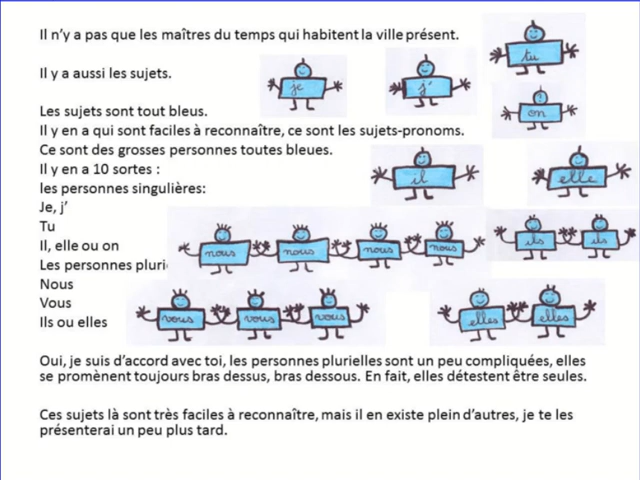 Il n'y a pas que les maîtres du temps qui habitent la ville présent.
tu
Il y a aussi les sujets.
je
j'
on
Les sujets sont tout bleus.
Il y en a qui sont faciles à reconnaître, ce sont les sujets-pronoms.
Ce sont des grosses personnes toutes bleues.
il
elle
Il y en a 10 sortes :
les personnes singulières:
Je, j'
Tu
Il, elle ou on
nous nous nous nous
ils ils
Les personnes pluri
Nous
Vous
Ils ou elles
vous vous vous
elles elles
Oui, je suis d'accord avec toi, les personnes plurielles sont un peu compliquées, elles
se promènent toujours bras dessus, bras dessous. En fait, elles détestent être seules.
Ces sujets là sont très faciles à reconnaître, mais il en existe plein d'autres, je te les
présenterai un peu plus tard.